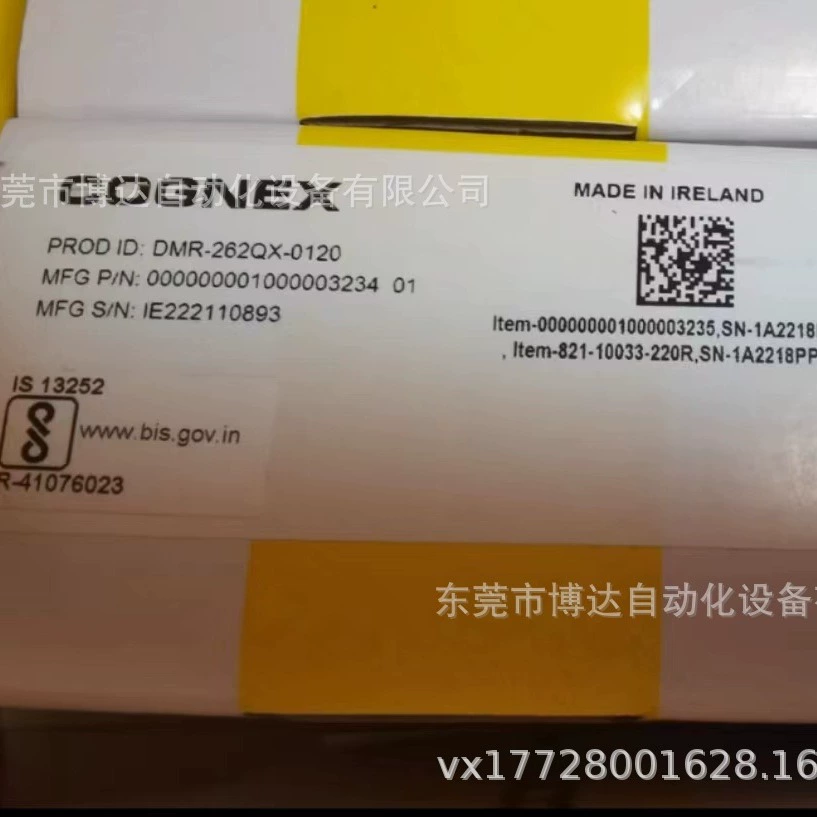 莞市博达自动化设备有限公司
COGNEX
MADE IN IRELAND
PROD ID: DMR-262QX-0120
MFG P/N: 000000001000003234 01
MFG S/N: IE222110893
Item-000000001000003235,SN-1A2218
, Item-821-10033-220R,SN-1A2218PP
IS 13252
www.bis.gov.in
R-41076023
东莞市博达自动化设备
vx17728001628.16